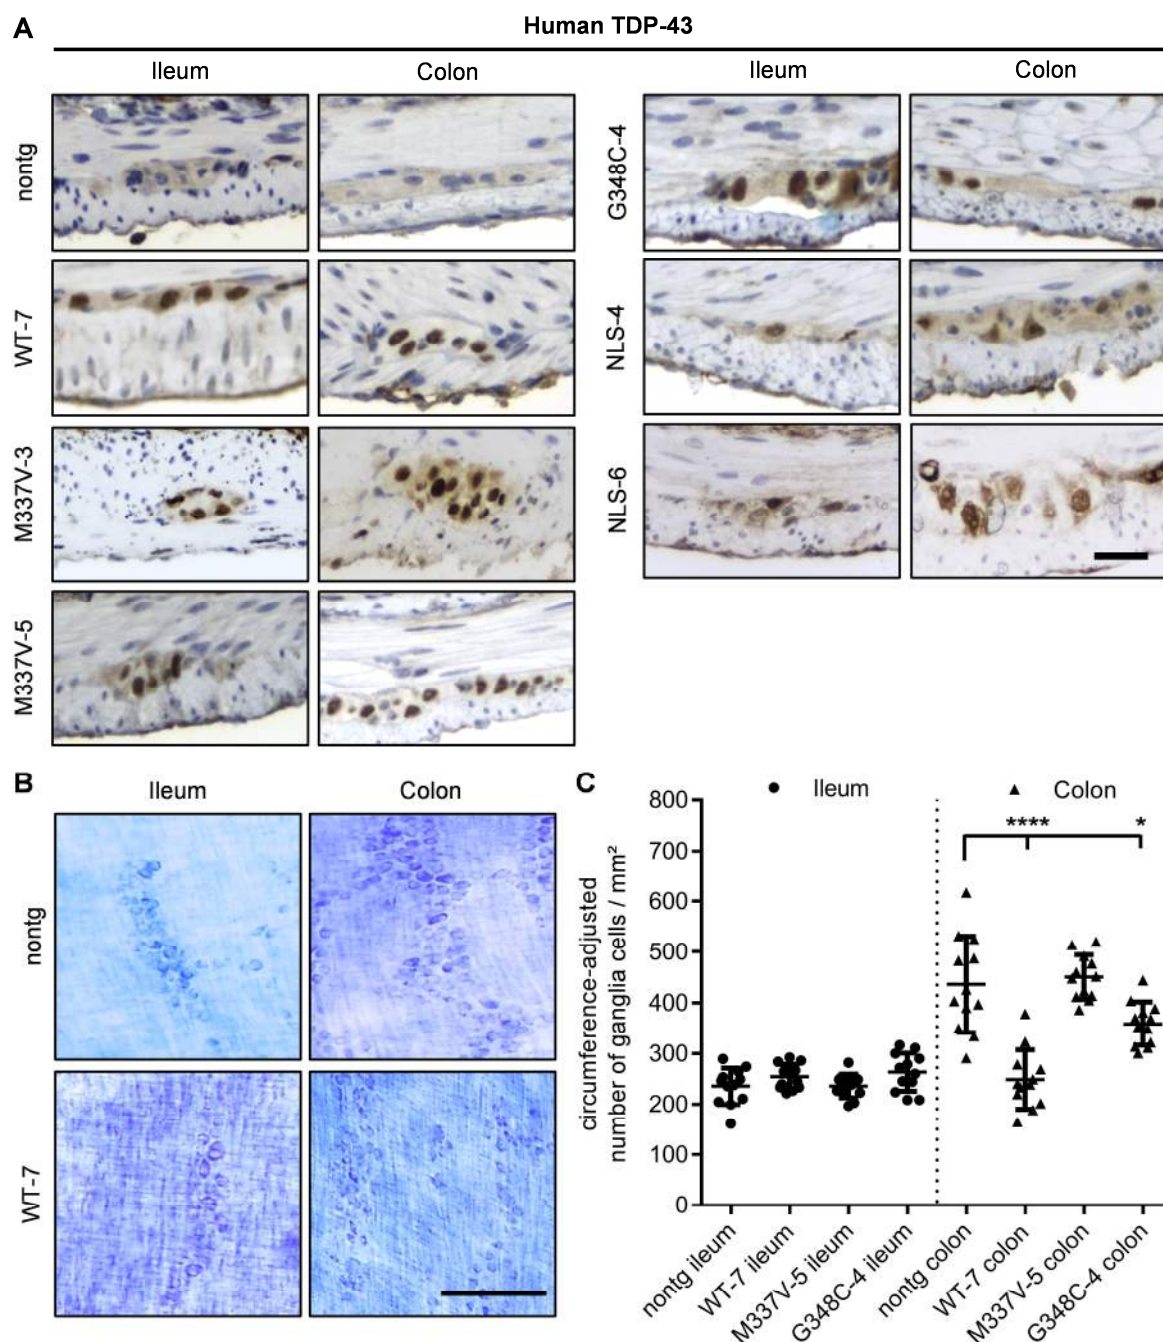 A
Human TDP-43
Ileum
Colon
Ileum
Colon
nontg
WT-7
M337V-3
M337V-5
G348C-4
NLS-4
NLS-6
B
Ileum
Colon
nontg
WT-7
C
Ileum
Colon
circumference-adjusted
number of ganglia cells / mm²
800
700
600
500
400
300
200
100
0
****
*
nontg ileum
WT-7 ileum
M337V-5 ileum
G348C-4 ileum
nontg colon
WT-7 colon
M337V-5 colon
G348C-4 colon